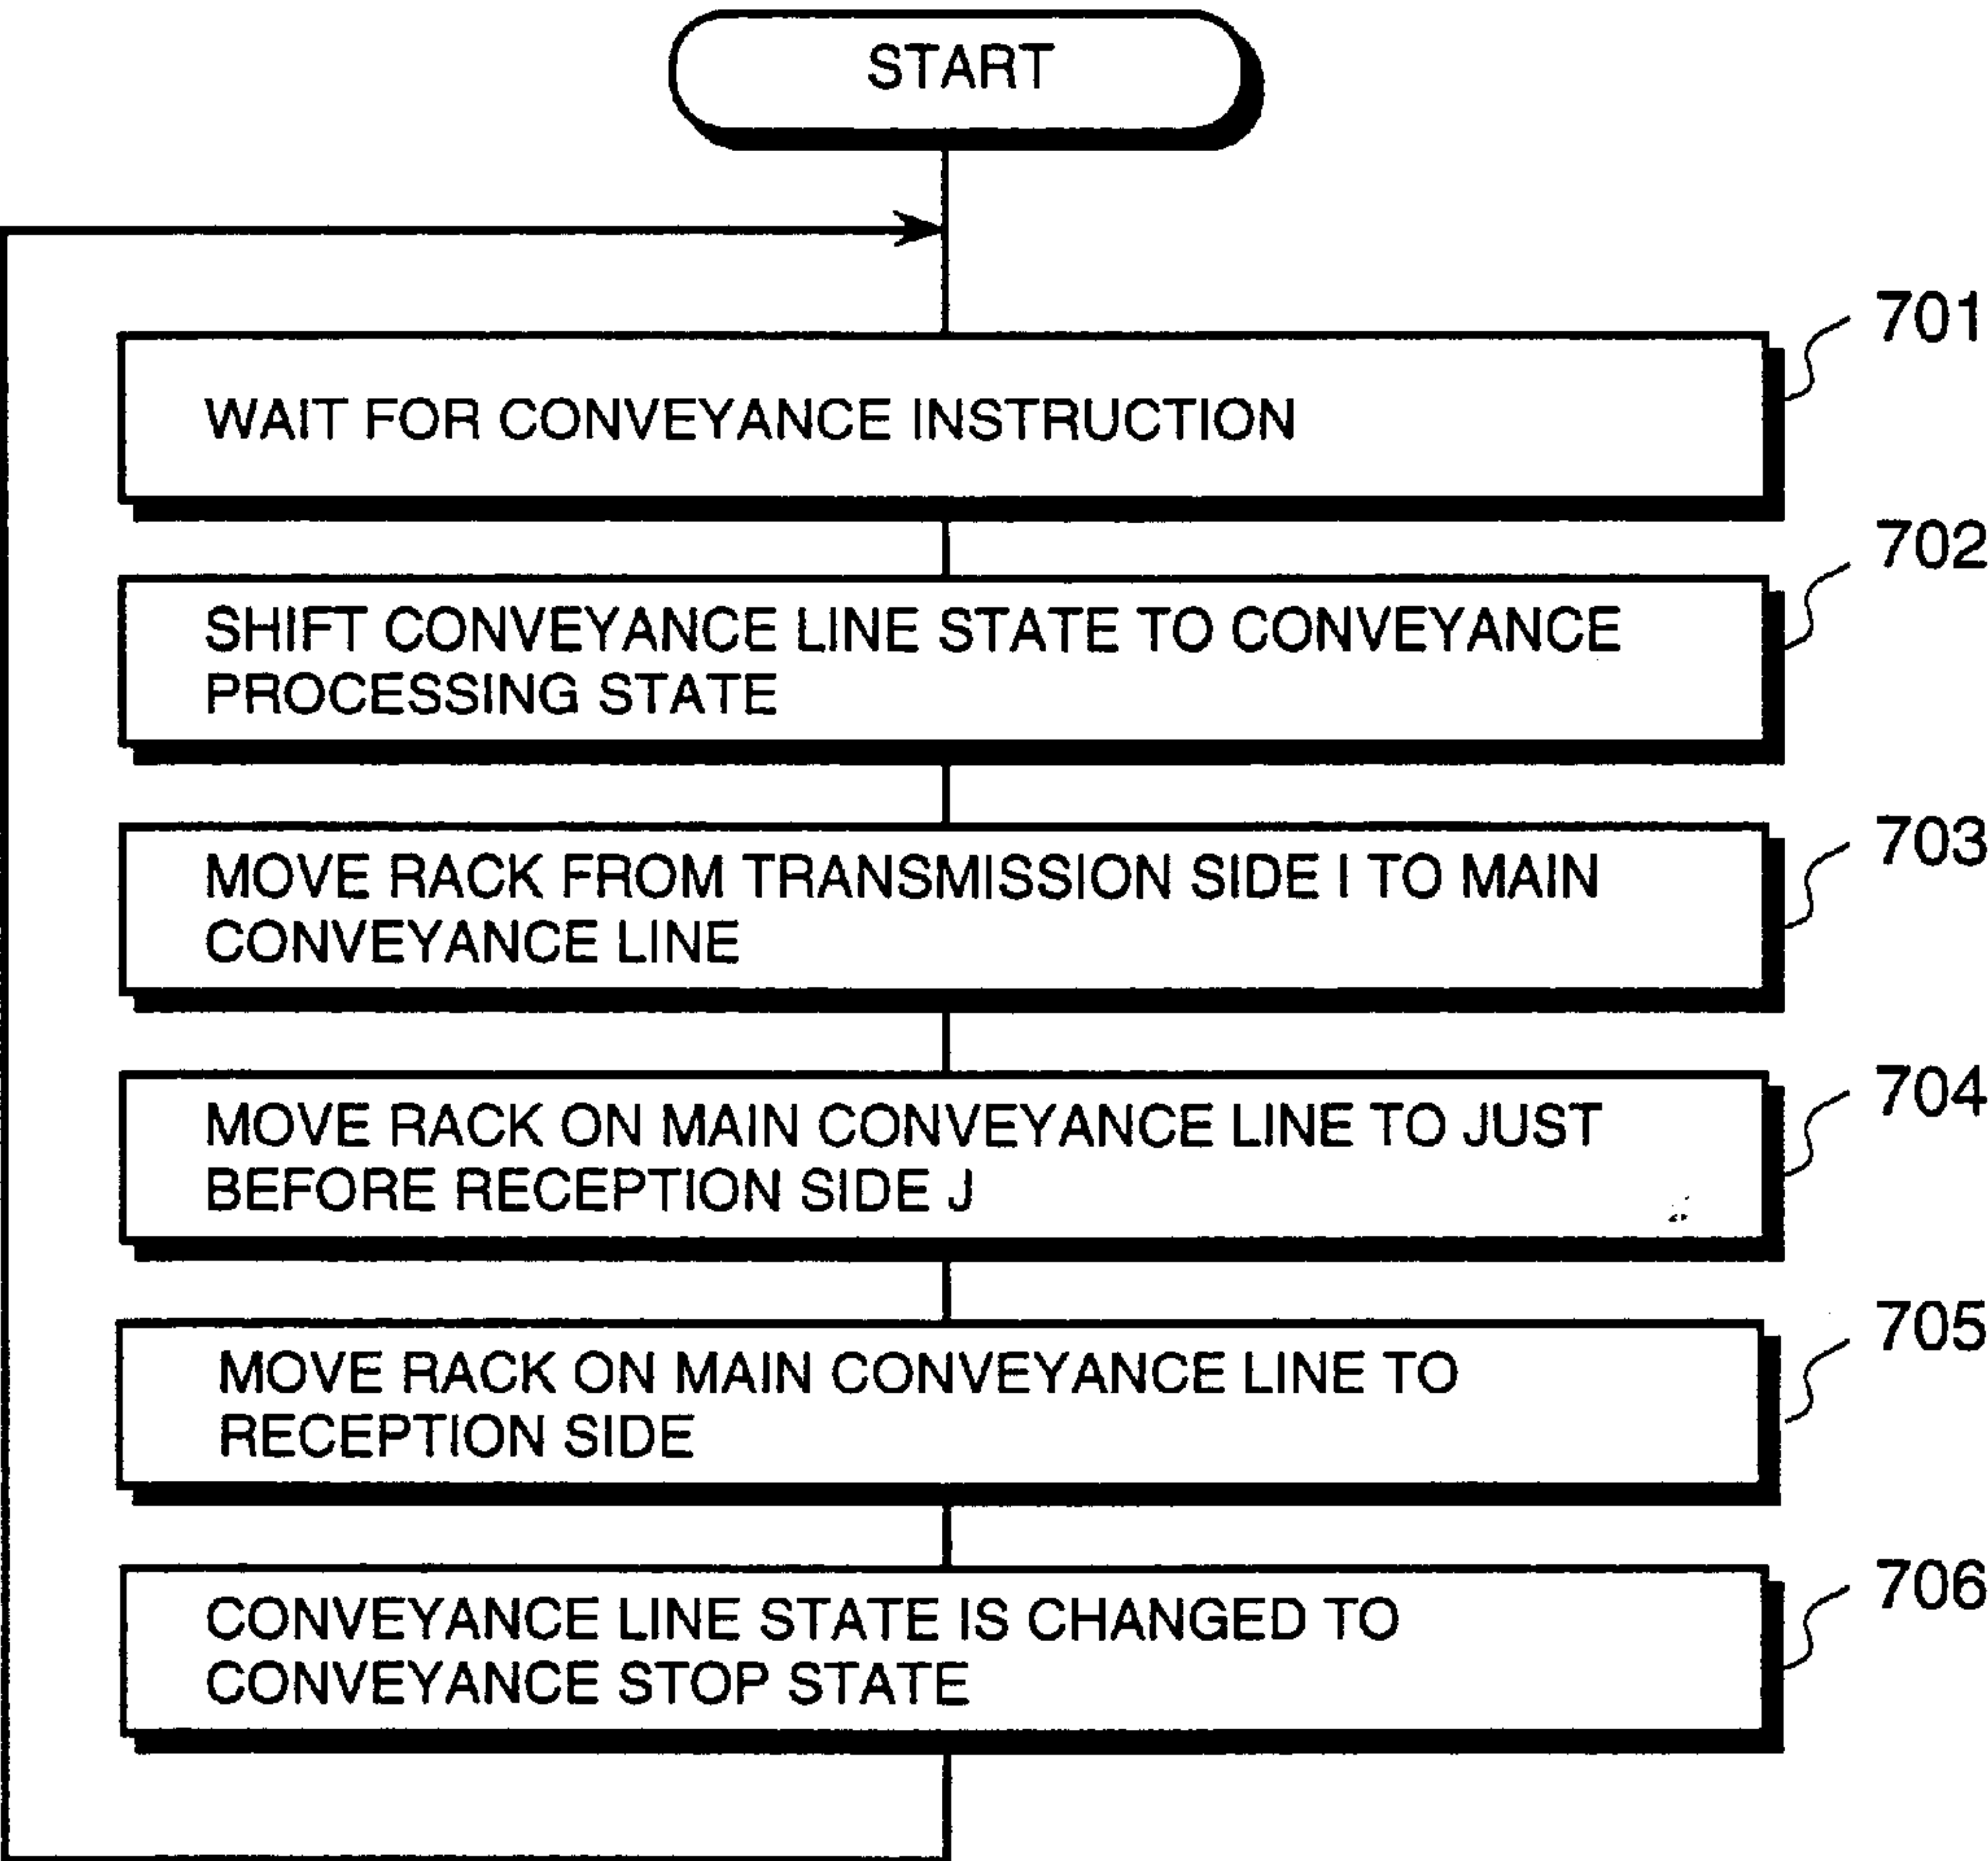 START
701
WAIT FOR CONVEYANCE INSTRUCTION
702
SHIFT CONVEYANCE LINE STATE TO CONVEYANCE
PROCESSING STATE
703
MOVE RACK FROM TRANSMISSION SIDE I TO MAIN
CONVEYANCE LINE
704
MOVE RACK ON MAIN CONVEYANCE LINE TO JUST
BEFORE RECEPTION SIDE J
705
MOVE RACK ON MAIN CONVEYANCE LINE TO
RECEPTION SIDE
706
CONVEYANCE LINE STATE IS CHANGED TO
CONVEYANCE STOP STATE